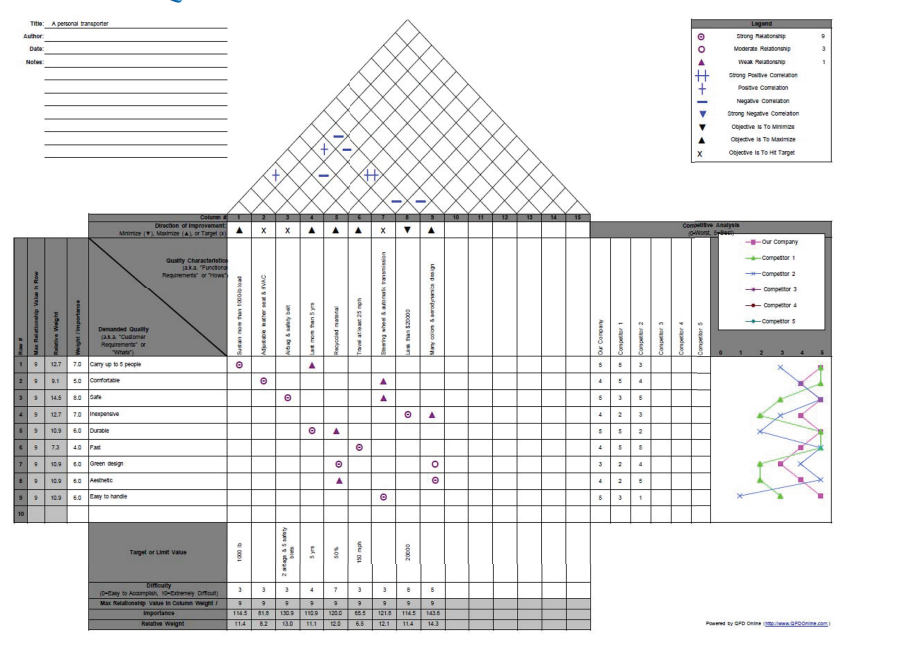 Title: A personal transporter
Author:
Date:
Notes:
Legend
Strong Relationship 9
Moderate Relationship 3
Weak Relationship 1
Strong Positive Correlation
Positive Correlation
Negative Correlation
Strong Negative Correlation
Objective Is To Minimize
Objective Is To Maximize
X Objective Is To Hit Target
Column # 1 2 3 4 5 6 7 8 9 10 11 12 13 14 15
Direction of Improvement:
Minimize (▼), Maximize (▲), or Target (x)
▲ X X ▲ ▲ ▲ X ▼ ▲
Competitive Analysis
(0=Worst, 5=Best)
Our Company
Competitor 1
Competitor 2
Competitor 3
Competitor 4
Competitor 5
0 1 2 3 4 5
Row #
Max Relationship Value in Row
Relative Weight
Weight / Importance
Quality Characteristics
(a.k.a. "Functional
Requirements" or "Hows")
Demanded Quality
(a.k.a. "Customer
Requirements" or
"Whats")
Sustain more than 1000-lb load
Adjustable leather seat &
Airbag & safety belt
Last more than 5 yrs
material
Travel at least 25 mph
Steering wheel & automatic transmission
Less than $20000
Many colors & aerodynamics design
Our Company
Competitor 1
Competitor 2
Competitor 3
Competitor 4
Competitor 5
1 9 12.7 7.0 Carry up to 5 people 5 5 3
2 9 9.1 5.0 Comfortable 4 5 4
3 9 14.5 8.0 Safe 5 3 5
4 9 12.7 7.0 Inexpensive 4 2 3
5 9 10.9 6.0 Durable 5 5 2
6 9 7.3 4.0 Fast 4 5 5
7 9 10.9 6.0 Green design 3 2 4
8 9 10.9 6.0 Aesthetic 4 2 5
9 9 10.9 6.0 Easy to handle 5 3 1
10
Target or Limit Value
1000 lb
2 airbags & 5 safety
5 yrs
50%
150 mph
20000
Difficulty
(0=Easy to Accomplish, 10=Extremely Difficult)
3 3 3 4 7 3 3
Max Relationship Value in Column Weight /
9 9 9 9 9 9 9 9 9
Importance
114.5 81.8 130.9 110.9 120.0 65.5 121.8 114.5 143.6
Relative Weight
11.4 8.2 13.0 11.1 12.0 6.5 12.1 11.4 14.3
Powered by QFD Online (http://www.QFDOnline.com)